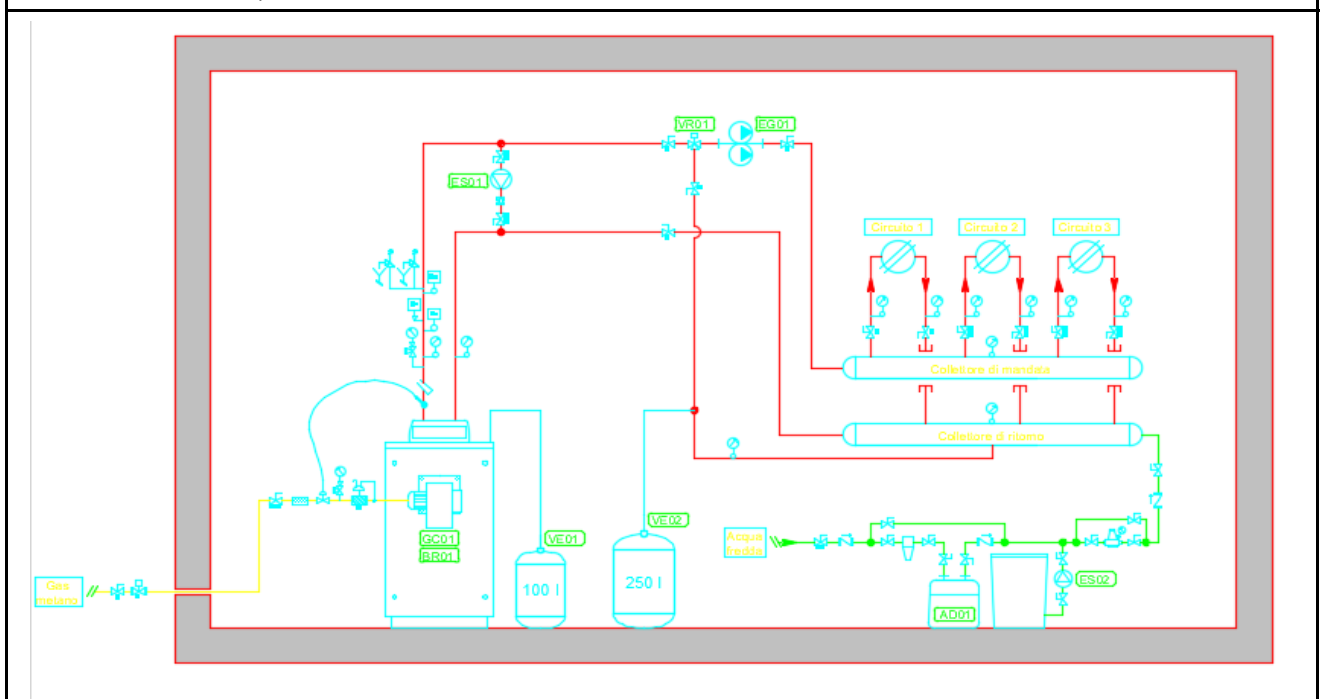 VR01
EG01
ES01
Circuito 1
Circuito 2
Circuito 3
Collettore di mandata
Collettore di ritorno
VE02
VE01
GC01
BR01
Acqua
fredda
100 l
250 l
ES02
AD01
Gas
metano